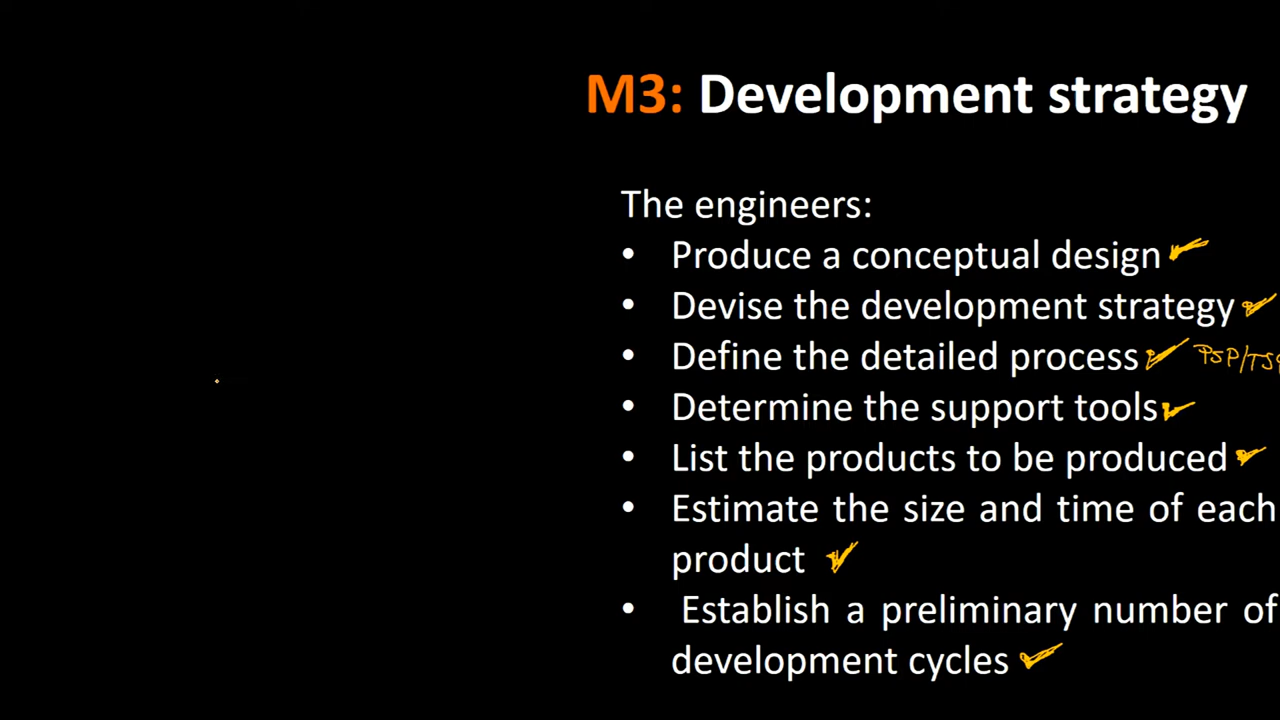 M3: Development strategy
The engineers:
• Produce a conceptual design
• Devise the development strategy
• Define the detailed process PSP/TSP
• Determine the support tools
• List the products to be produced
• Estimate the size and time of each
product
• Establish a preliminary number of
development cycles